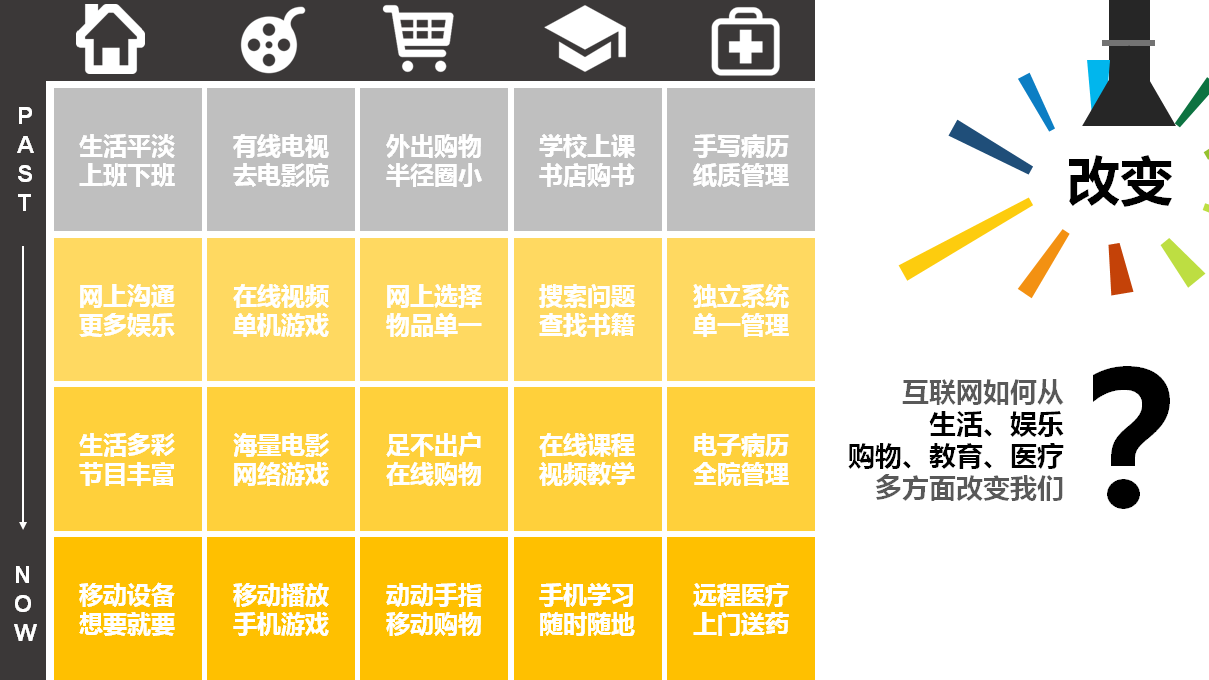 PAST
生活平淡
上班下班
有线电视
去电影院
外出购物
半径圈小
学校上课
书店购书
手写病历
纸质管理
网上沟通
更多娱乐
在线视频
单机游戏
网上选择
物品单一
搜索问题
查找书籍
独立系统
单一管理
生活多彩
节目丰富
海量电影
网络游戏
足不出户
在线购物
在线课程
视频教学
电子病历
全院管理
NOW
移动设备
想要就要
移动播放
手机游戏
动动手指
移动购物
手机学习
随时随地
远程医疗
上门送药
改变
互联网如何从
生活、娱乐
购物、教育、医疗
多方面改变我们
?